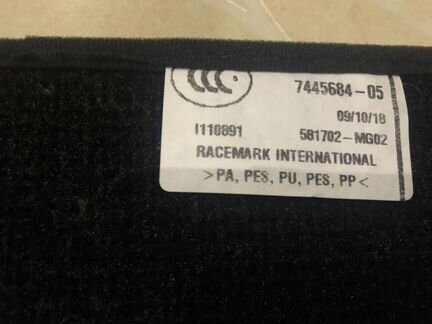 CCC
7445684-05
09/10/18
I110891 581702-MG02
RACEMARK INTERNATIONAL
>PA, PES, PU, PES, PP<